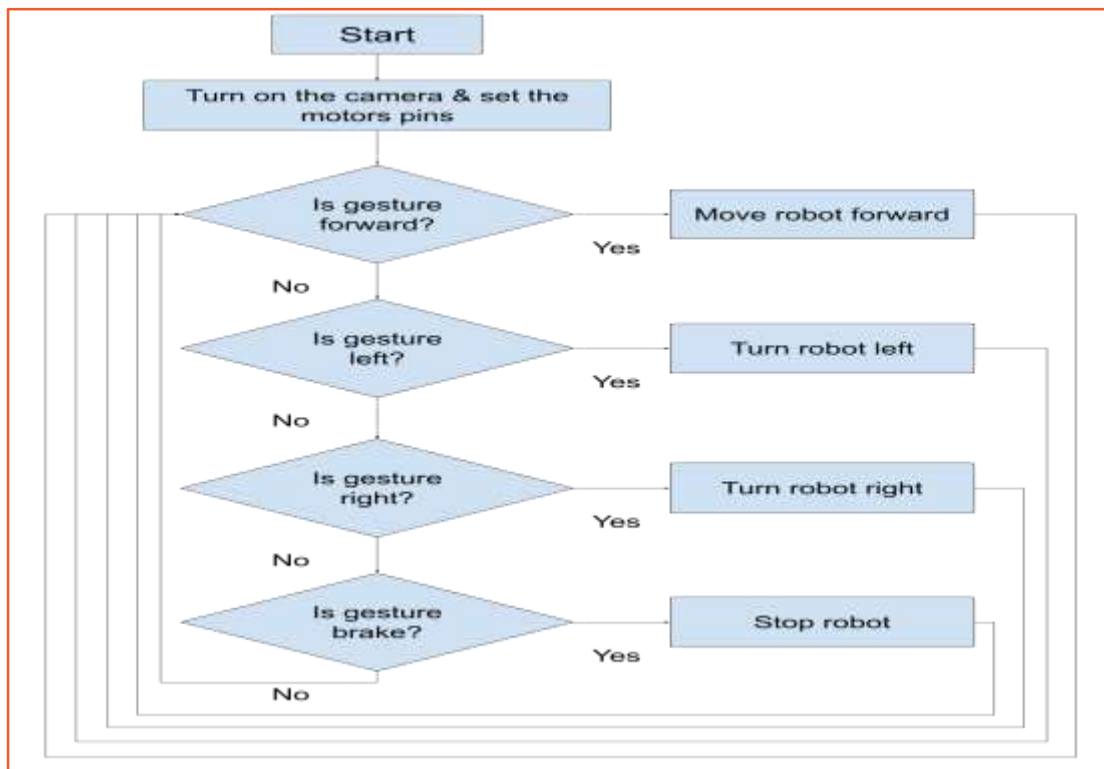 Start
Turn on the camera & set the
motors pins
Is gesture
forward?
Move robot forward
Yes
No
Is gesture
left?
Turn robot left
Yes
No
Is gesture
right?
Turn robot right
Yes
No
Is gesture
brake?
Stop robot
Yes
No